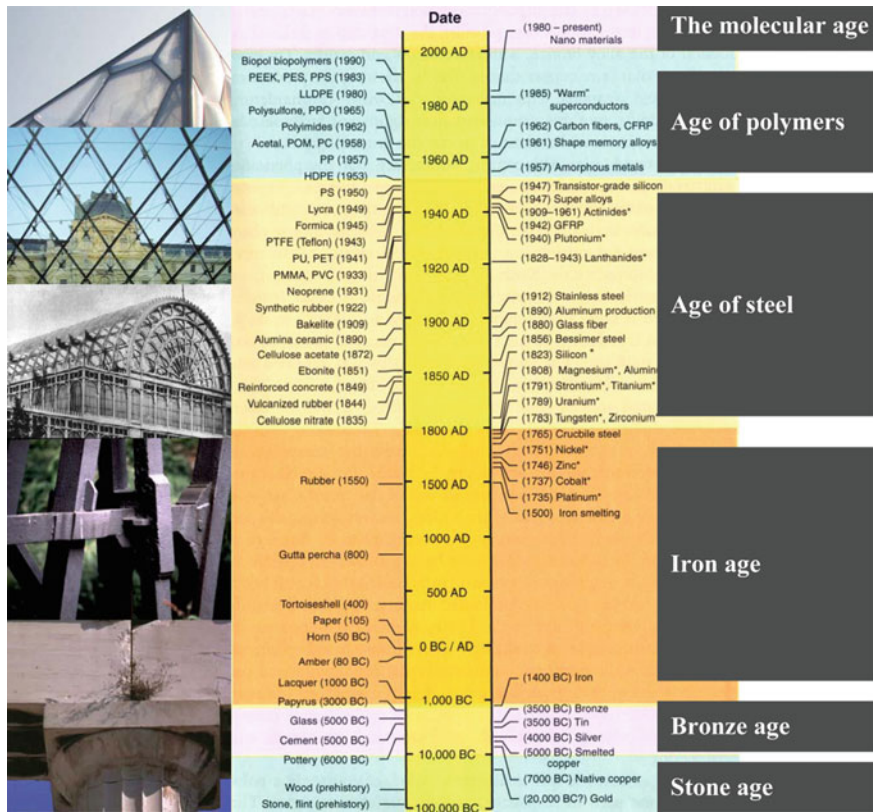 Date
Biopol biopolymers (1990)
PEEK, PES, PPS (1983)
LLDPE (1980)
Polysulfone, PPO (1965)
Polyimides (1962)
Acetal, POM, PC (1958)
PP (1957)
HDPE (1953)
PS (1950)
Lycra (1949)
Formica (1945)
PTFE (Teflon) (1943)
PU, PET (1941)
PMMA, PVC (1933)
Neoprene (1931)
Synthetic rubber (1922)
Bakelite (1909)
Alumina ceramic (1890)
Cellulose acetate (1872)
Ebonite (1851)
Reinforced concrete (1849)
Vulcanized rubber (1844)
Cellulose nitrate (1835)
Rubber (1550)
Gutta percha (800)
Tortoiseshell (400)
Paper (105)
Horn (50 BC)
Amber (80 BC)
Lacquer (1000 BC)
Papyrus (3000 BC)
Glass (5000 BC)
Cement (5000 BC)
Pottery (6000 BC)
Wood (prehistory)
Stone, flint (prehistory)
2000 AD
1980 AD
1960 AD
1940 AD
1920 AD
1900 AD
1850 AD
1800 AD
1500 AD
1000 AD
500 AD
0 BC / AD
1,000 BC
10,000 BC
100,000 BC
(1980 – present)
Nano materials
(1985) "Warm"
superconductors
(1962) Carbon fibers, CFRP
(1961) Shape memory alloys
(1957) Amorphous metals
(1947) Transistor-grade silicon
(1947) Super alloys
(1909–1961) Actinides*
(1942) GFRP
(1940) Plutonium*
(1828–1943) Lanthanides*
(1912) Stainless steel
(1890) Aluminum production
(1880) Glass fiber
(1856) Bessimer steel
(1823) Silicon *
(1808) Magnesium*, Alumin
(1791) Strontium*, Titanium*
(1789) Uranium*
(1783) Tungsten*, Zirconium*
(1765) Crucbile steel
(1751) Nickel*
(1746) Zinc*
(1737) Cobalt*
(1735) Platinum*
(1500) Iron smelting
(1400 BC) Iron
(3500 BC) Bronze
(3500 BC) Tin
(4000 BC) Silver
(5000 BC) Smelted
copper
(7000 BC) Native copper
(20,000 BC?) Gold
The molecular age
Age of polymers
Age of steel
Iron age
Bronze age
Stone age